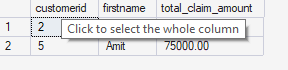 customerid firstname total_claim_amount
1 2 Click to select the whole column
2 5 Amit 75000.00